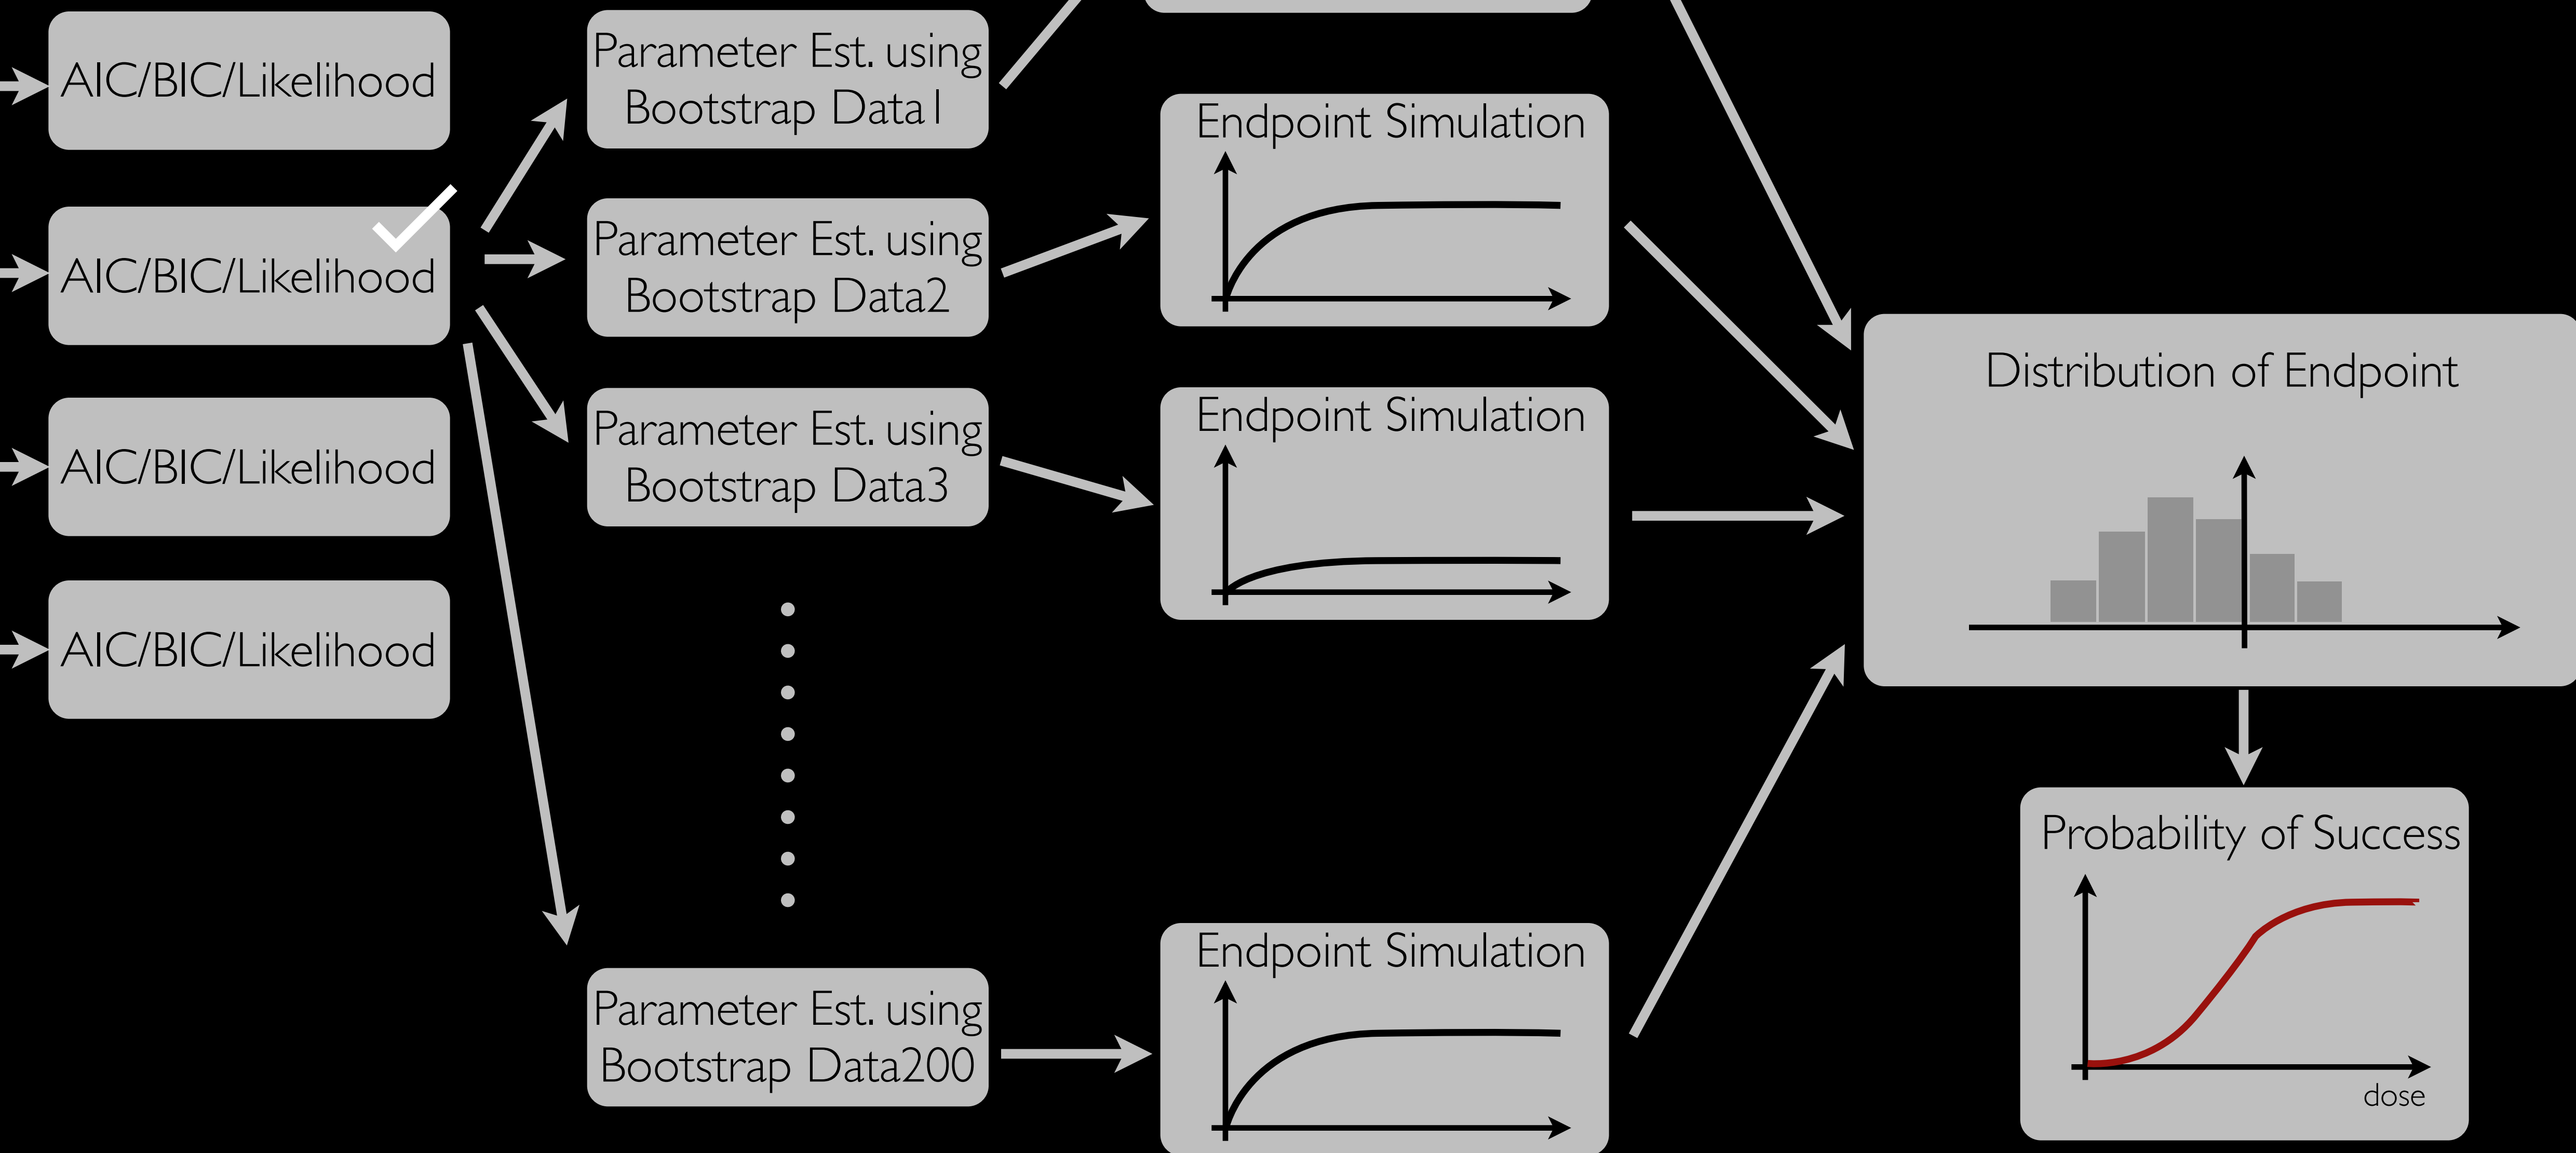 AIC/BIC/Likelihood
AIC/BIC/Likelihood
AIC/BIC/Likelihood
AIC/BIC/Likelihood
Parameter Est. using
Bootstrap Data1
Parameter Est. using
Bootstrap Data2
Parameter Est. using
Bootstrap Data3
Parameter Est. using
Bootstrap Data200
Endpoint Simulation
Endpoint Simulation
Endpoint Simulation
Distribution of Endpoint
Probability of Success
dose